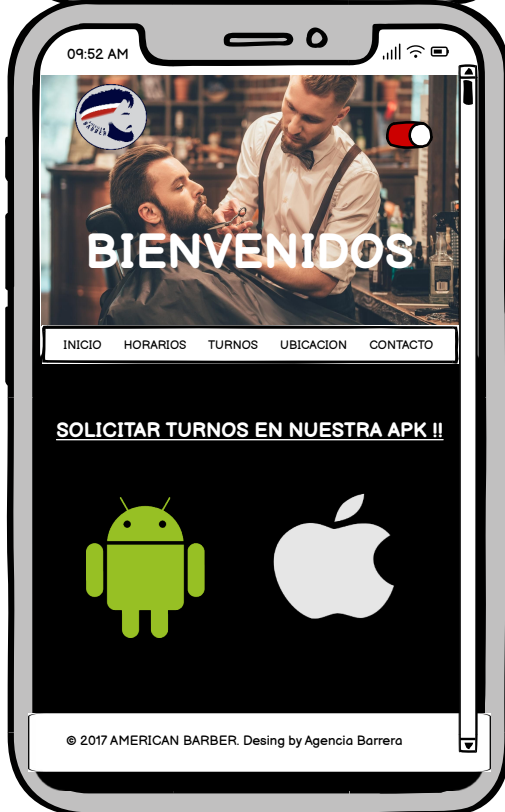 09:52 AM
BARBER
BIENVENIDOS
INICIO HORARIOS TURNOS UBICACION CONTACTO
SOLICITAR TURNOS EN NUESTRA APK !!
© 2017 AMERICAN BARBER. Desing by Agencia Barrera